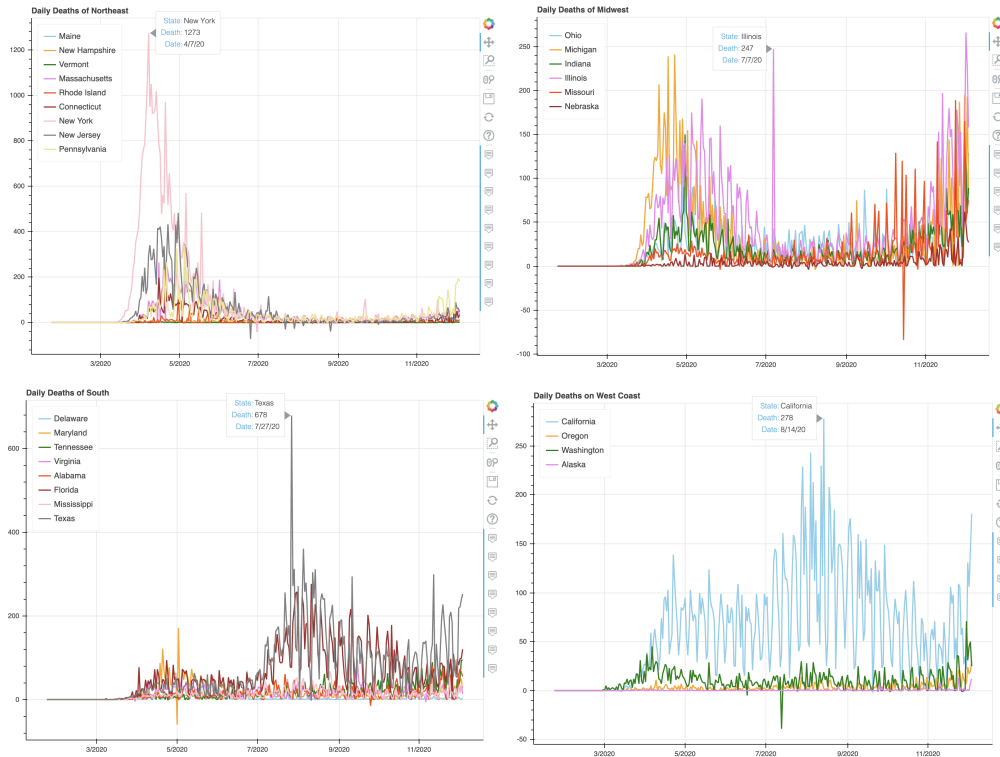 Daily Deaths of Northeast
State: New York
Death: 1273
Date: 4/7/20
Maine
New Hampshire
Vermont
Massachusetts
Rhode Island
Connecticut
New York
New Jersey
Pennsylvania
1200
1000
800
600
400
200
0
3/2020
5/2020
7/2020
9/2020
11/2020
Daily Deaths of Midwest
State: Illinois
Death: 247
Date: 7/7/20
Ohio
Michigan
Indiana
Illinois
Missouri
Nebraska
250
200
150
100
50
0
-50
-100
3/2020
5/2020
7/2020
9/2020
11/2020
Daily Deaths of South
State: Texas
Death: 678
Date: 7/27/20
Delaware
Maryland
Tennessee
Virginia
Alabama
Florida
Mississippi
Texas
600
400
200
0
3/2020
5/2020
7/2020
9/2020
11/2020
Daily Deaths on West Coast
State: California
Death: 278
Date: 8/14/20
California
Oregon
Washington
Alaska
250
200
150
100
50
0
-50
3/2020
5/2020
7/2020
9/2020
11/2020